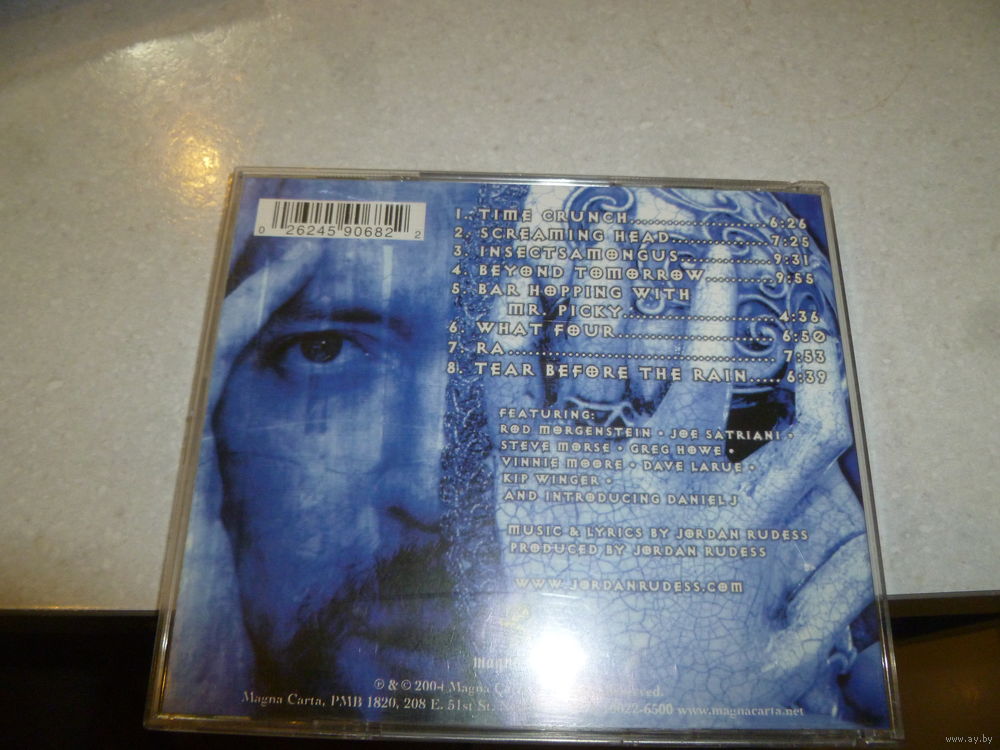 0 26245 90682 2
1. TIME CRUNCH................6:26
2. SCREAMING HEAD............7:25
3. INSECTSAMONGUS............9:31
4. BEYOND TOMORROW..........9:55
5. BAR HOPPING WITH
MR. PICKY....................4:36
6. WHAT FOUR....................6:50
7. RA................................7:53
8. TEAR BEFORE THE RAIN.....6:39
FEATURING:
ROD MORGENSTEIN • JOE SATRIANI •
STEVE MORSE • GREG HOWE •
VINNIE MOORE • DAVE LARUE •
KIP WINGER •
AND INTRODUCING DANIEL J
MUSIC & LYRICS BY JORDAN RUDESS
PRODUCED BY JORDAN RUDESS
WWW.JORDANRUDESS.COM
℗ & © 2004 Magna
Magna Carta, PMB 1820, 208 E. 51st St. www.magnacarta.net
www.ay.by